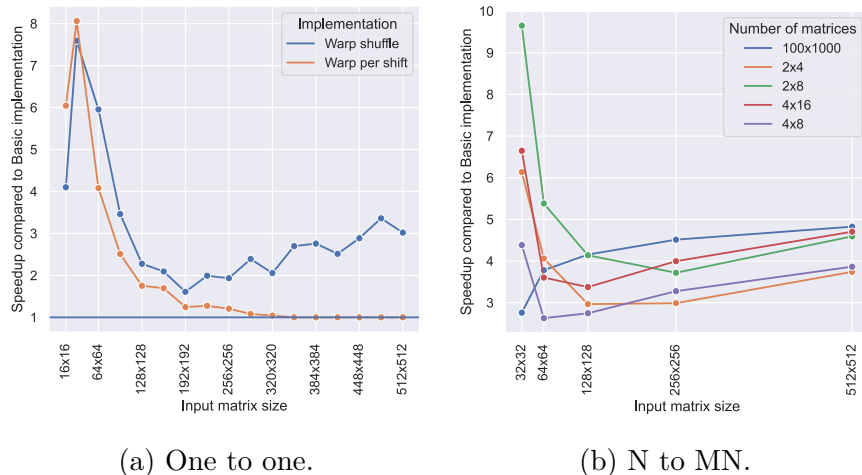 Speedup compared to Basic implementation
8
7
6
5
4
3
2
1
Implementation
Warp shuffle
Warp per shift
16x16
64x64
128x128
192x192
256x256
320x320
384x384
448x448
512x512
Input matrix size
(a) One to one.
Speedup compared to Basic implementation
10
9
8
7
6
5
4
3
Number of matrices
100x1000
2x4
2x8
4x16
4x8
32x32
64x64
128x128
256x256
512x512
Input matrix size
(b) N to MN.